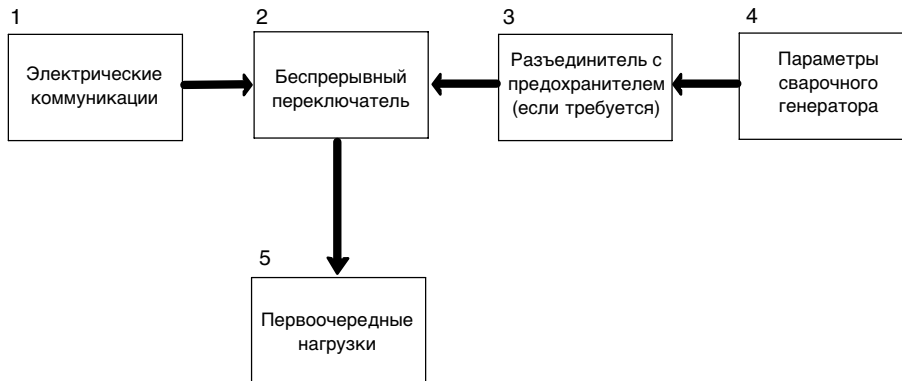 1
Электрические
коммуникации
2
Беспрерывный
переключатель
3
Разъединитель с
предохранителем
(если требуется)
4
Параметры
сварочного
генератора
5
Первоочередные
нагрузки